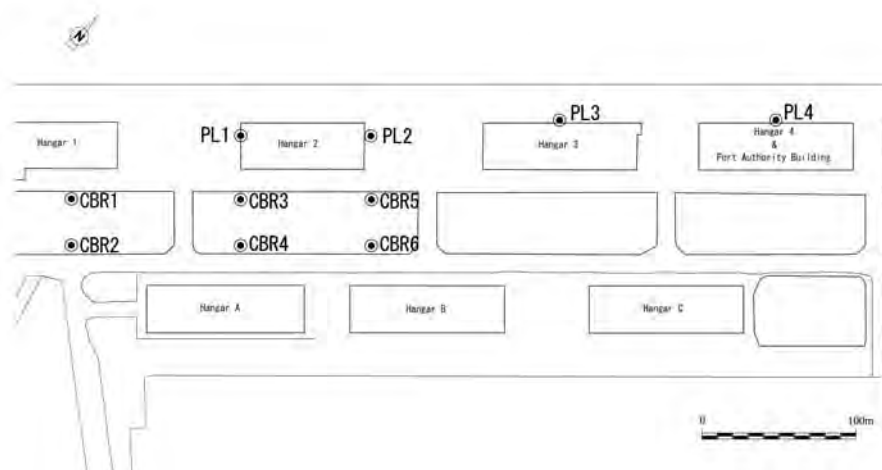 N
PL3
PL4
PL1
PL2
Hangar 1
Hangar 2
Hangar 3
Hangar 4
&
Port Authority Building
CBR1
CBR3
CBR5
CBR2
CBR4
CBR6
Hangar A
Hangar B
Hangar C
0
100m